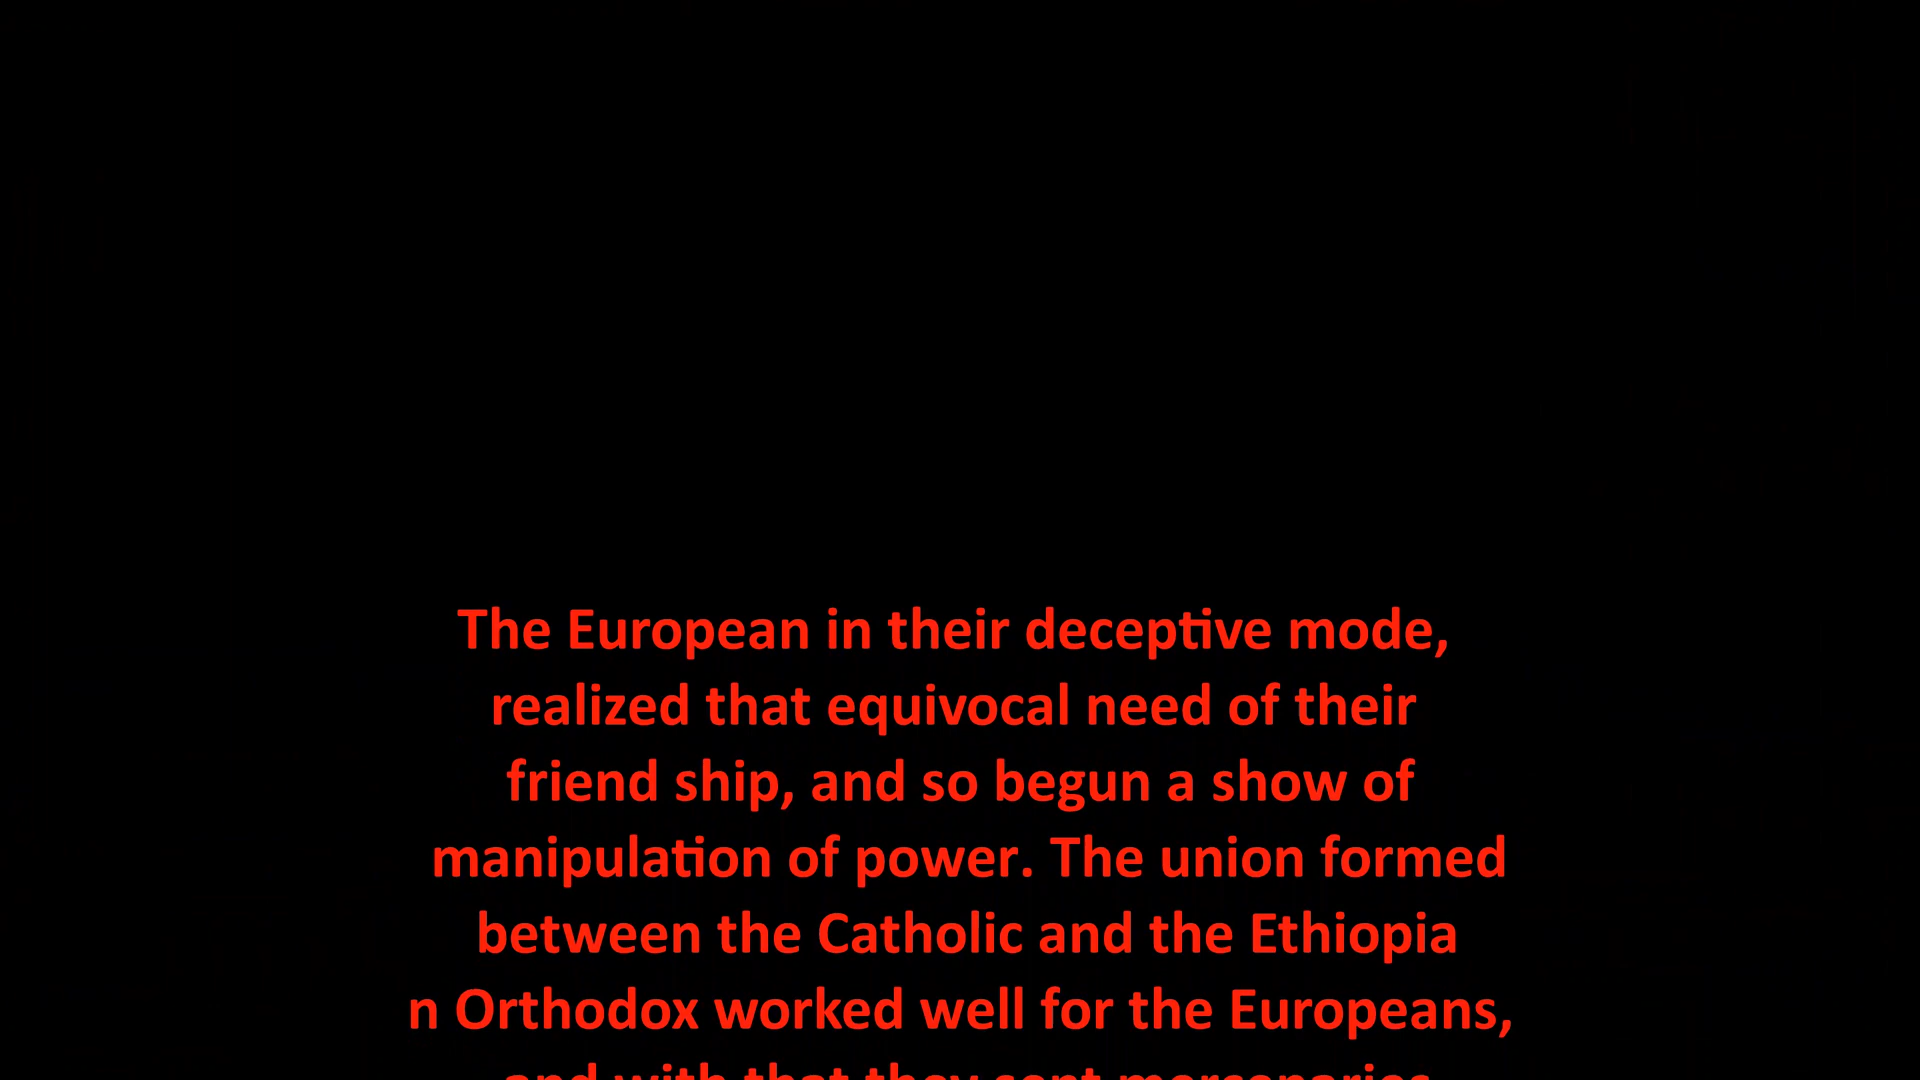 The European in their deceptive mode,
realized that equivocal need of their
friend ship, and so begun a show of
manipulation of power. The union formed
between the Catholic and the Ethiopia
n Orthodox worked well for the Europeans,
and with that they sent mercenaries